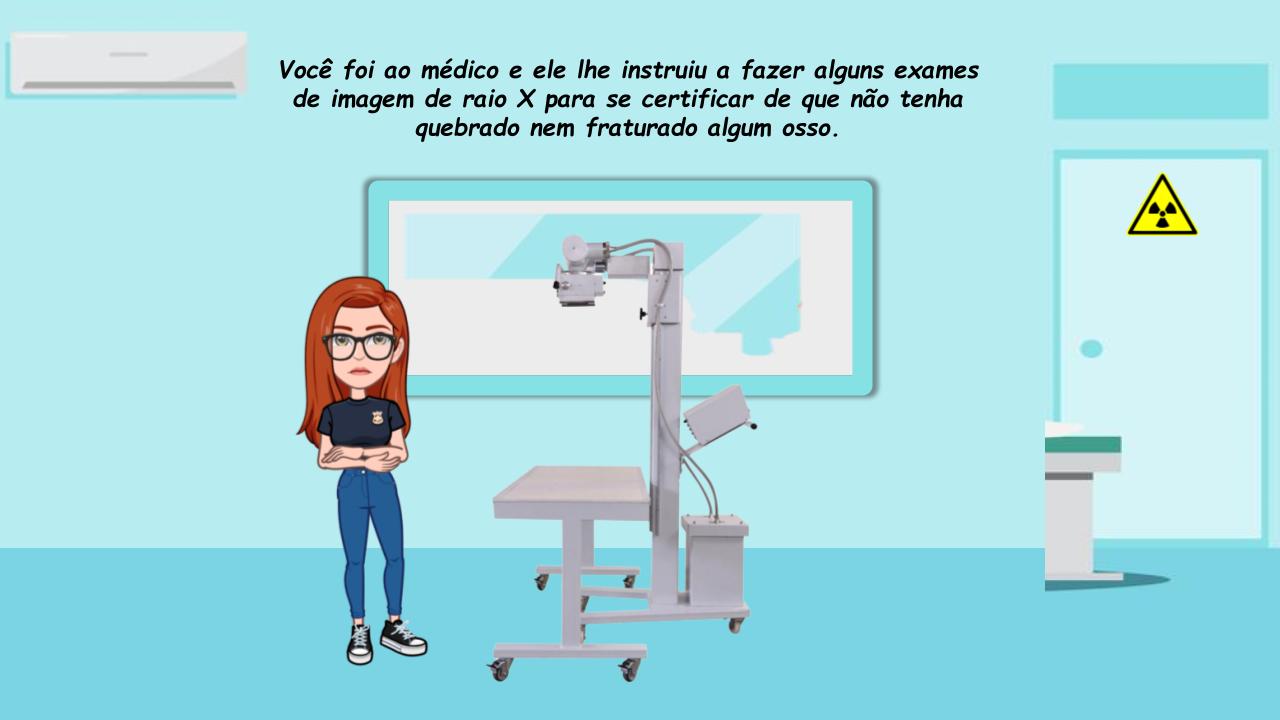 Você foi ao médico e ele lhe instruiu a fazer alguns exames
de imagem de raio X para se certificar de que não tenha
quebrado nem fraturado algum osso.